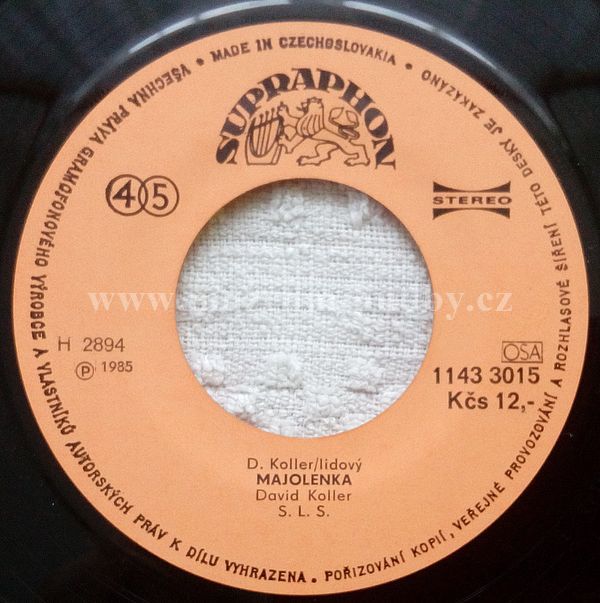 • MADE IN CZECHOSLOVAKIA •
VŠECHNA PRÁVA GRAMOFONOVÉHO VÝROBCE A VLASTNÍKŮ AUTORSKÝCH PRÁV K DÍLU VYHRAZENA • POŘIZOVÁNÍ KOPIÍ, VEŘEJNÉ PROVOZOVÁNÍ A ROZHLASOVÉ ŠÍŘENÍ TÉTO DESKY JE ZAKÁZÁNO
SUPRAPHON
45
STEREO
H 2894
Ⓟ 1985
OSA
1143 3015
Kčs 12,-
D. Koller/lidový
MAJOLENKA
David Koller
S. L. S.